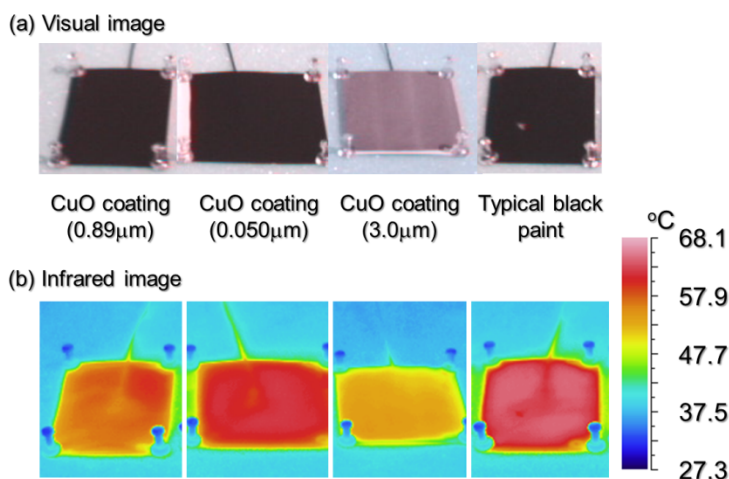 (a) Visual image
CuO coating
(0.89μm)
CuO coating
(0.050μm)
CuO coating
(3.0μm)
Typical black
paint
(b) Infrared image
oC
68.1
57.9
47.7
37.5
27.3